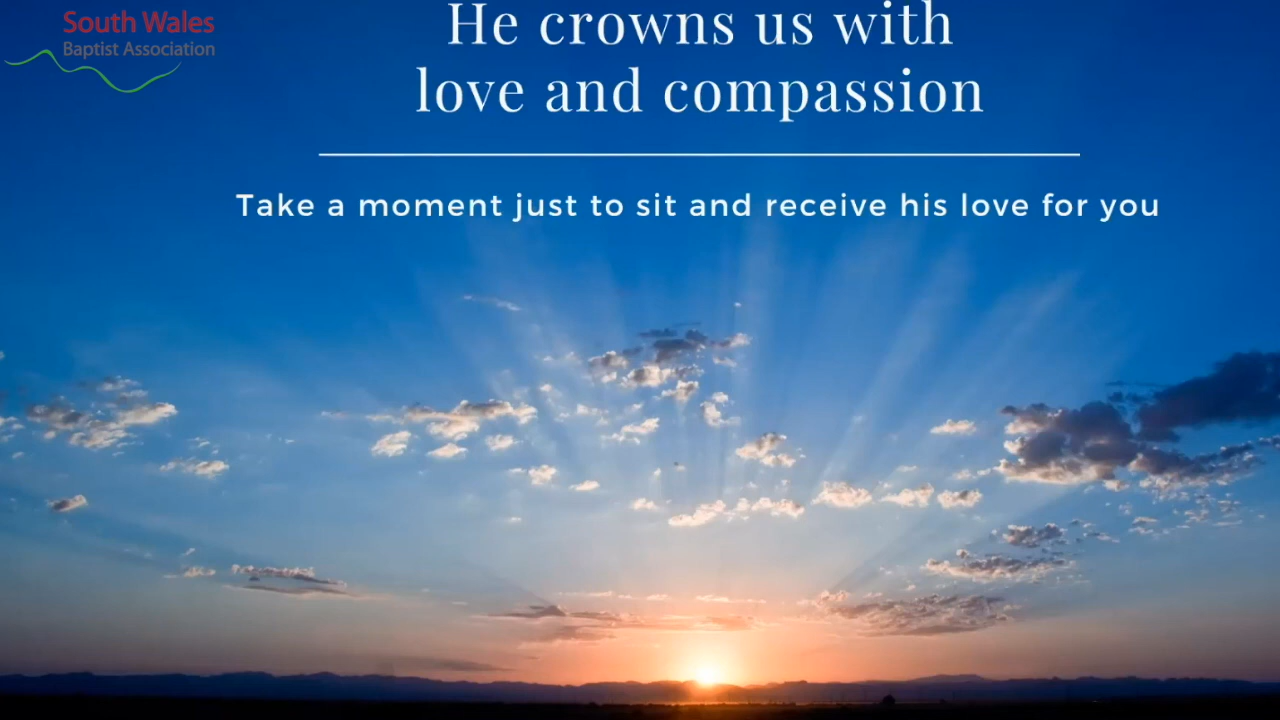 South Wales
Baptist Association
He crowns us with
love and compassion
Take a moment just to sit and receive his love for you